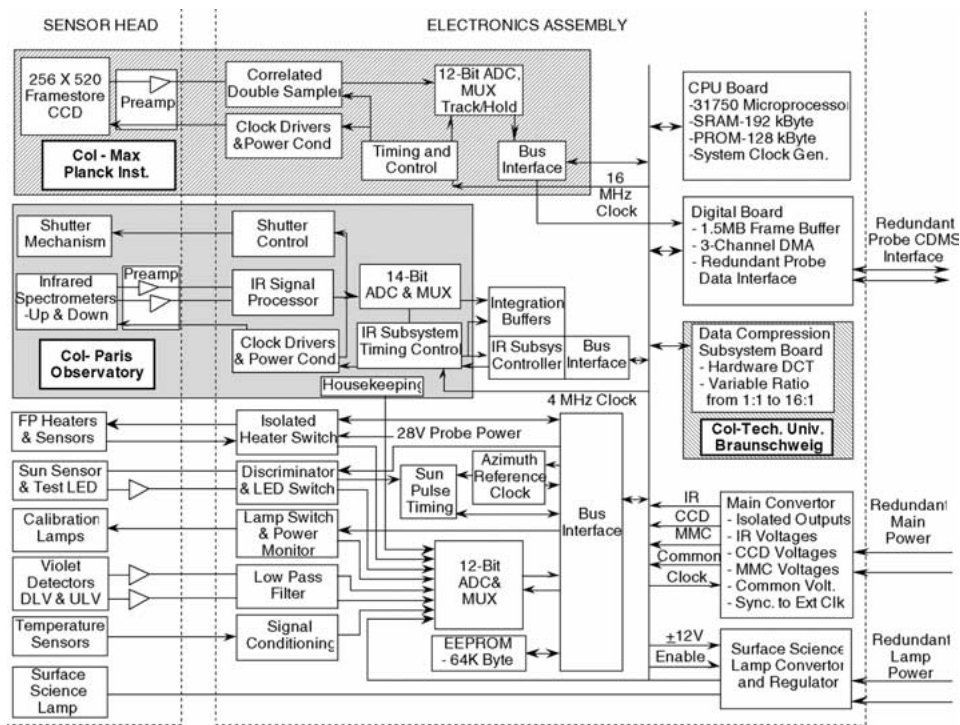 SENSOR HEAD
ELECTRONICS ASSEMBLY
256 X 520
Framestore
CCD
Preamp
Correlated
Double Sampler
12-Bit ADC,
MUX
Track/Hold
Clock Drivers
&Power Cond
Timing and
Control
Bus
Interface
Col - Max
Planck Inst.
16
MHz
Clock
CPU Board
-31750 Microprocessor
-SRAM-192 kByte
-PROM-128 kByte
-System Clock Gen.
Digital Board
- 1.5MB Frame Buffer
- 3-Channel DMA
- Redundant Probe
Data Interface
Redundant
Probe CDMS
Interface
Shutter
Mechanism
Shutter
Control
Infrared
Spectrometers
-Up & Down
Preamp
IR Signal
Processor
14-Bit
ADC & MUX
Clock Drivers
& Power Cond
IR Subsystem
Timing Control
Integration
Buffers
IR Subsys
Controller
Bus
Interface
Col- Paris
Observatory
Housekeeping
4 MHz Clock
Data Compression
Subsystem Board
- Hardware DCT
- Variable Ratio
from 1:1 to 16:1
Col-Tech. Univ.
Braunschweig
FP Heaters
& Sensors
Isolated
Heater Switch
28V Probe Power
Sun Sensor
& Test LED
Discriminator
& LED Switch
Sun
Pulse
Timing
Azimuth
Reference
Clock
Bus
Interface
Calibration
Lamps
Lamp Switch
& Power
Monitor
Violet
Detectors
DLV & ULV
Low Pass
Filter
12-Bit
ADC&
MUX
Temperature
Sensors
Signal
Conditioning
EEPROM
- 64K Byte
Surface
Science
Lamp
IR
CCD
MMC
Common
Clock
Main Convertor
- Isolated Outputs
- IR Voltages
- CCD Voltages
- MMC Voltages
- Common Volt.
- Sync. to Ext Clk
Redundant
Main
Power
±12V
Enable
Surface Science
Lamp Convertor
and Regulator
Redundant
Lamp
Power